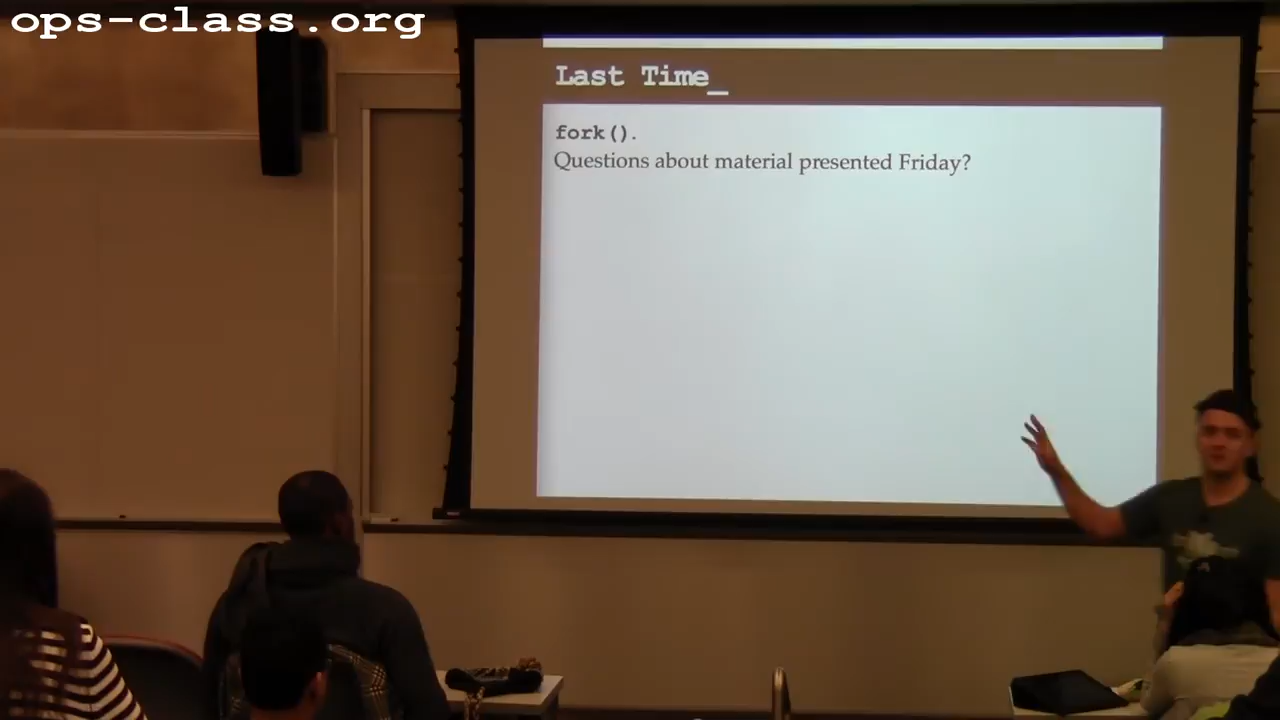 ops-class.org
Last Time_
fork().
Questions about material presented Friday?